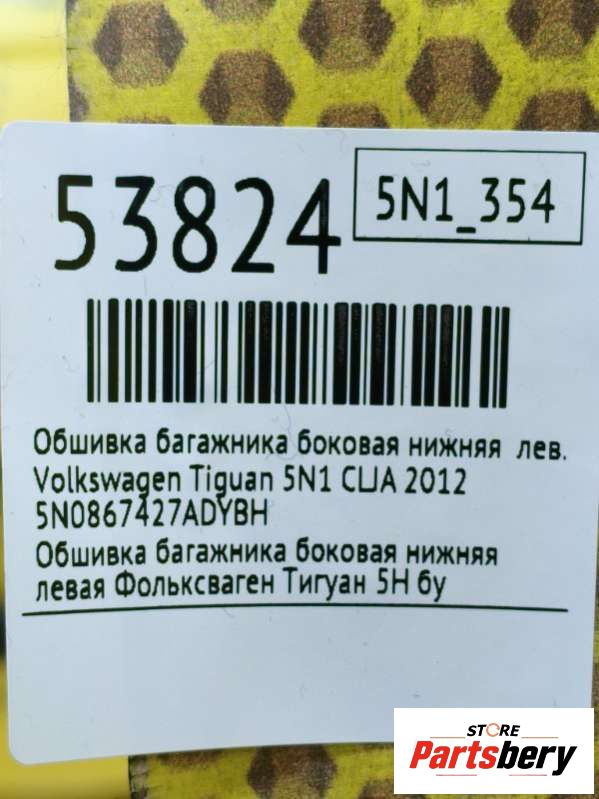 53824
5N1_354
Обшивка багажника боковая нижняя лев.
Volkswagen Tiguan 5N1 CLJA 2012
5N0867427ADYBH
Обшивка багажника боковая нижняя
левая Фольксваген Тигуан 5Н бу
STORE
Partsbery